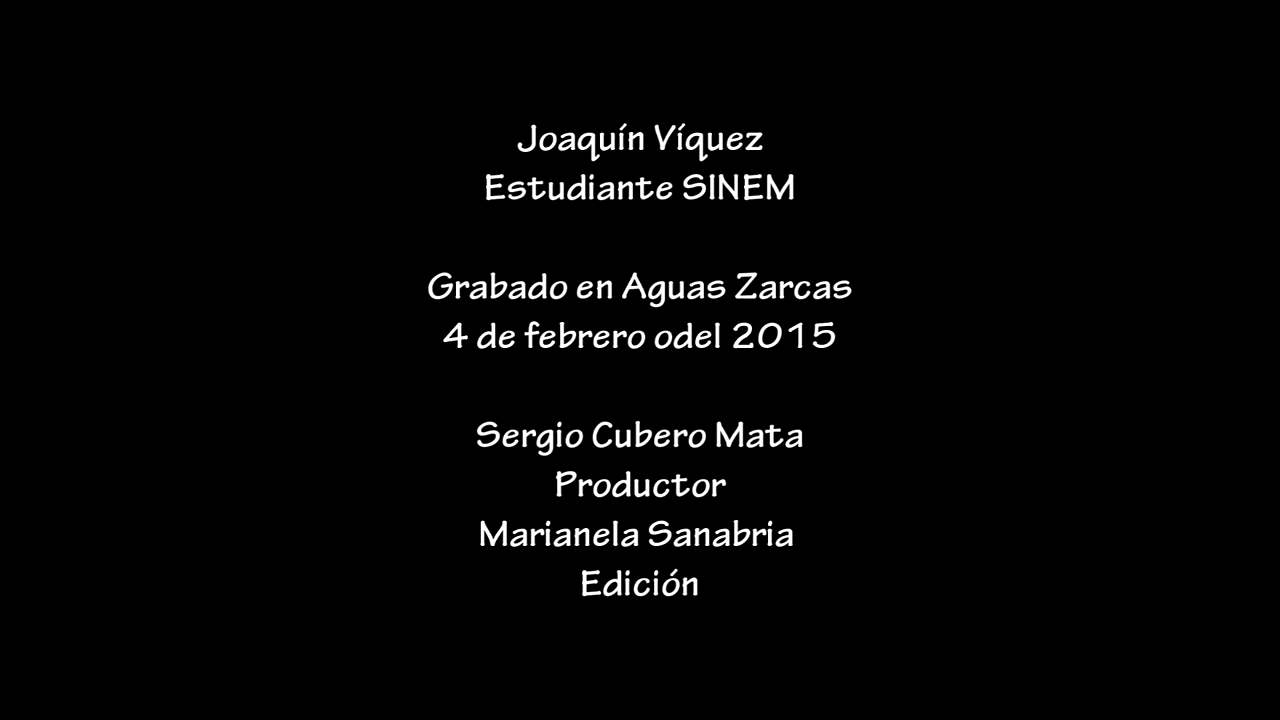 Joaquín Víquez
Estudiante SINEM
Grabado en Aguas Zarcas
4 de febrero odel 2015
Sergio Cubero Mata
Productor
Marianela Sanabria
Edición